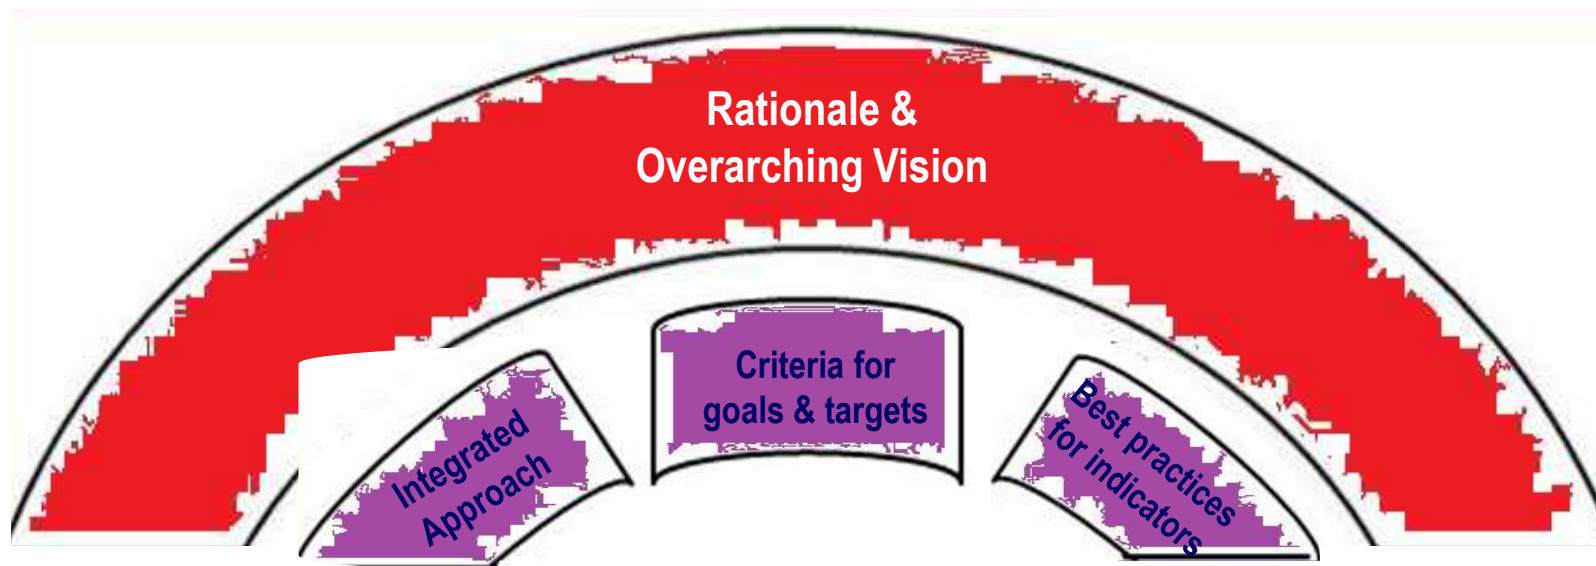 Rationale &
Overarching Vision
Criteria for
goals & targets
Integrated
Approach
Best practices
for indicators